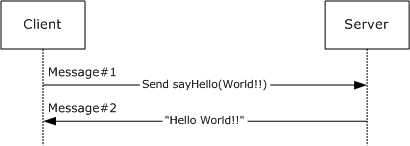 Client
Server
Message#1
Send sayHello(World!!)
Message#2
"Hello World!!"